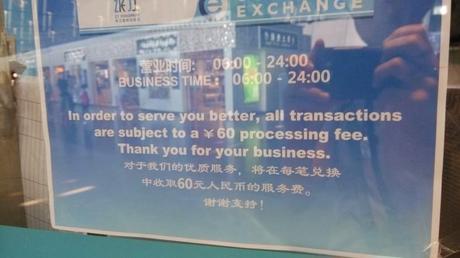 EXCHANGE
营业时间: 06:00 - 24:00
BUSINESS TIME: 06:00 - 24:00
In order to serve you better, all transactions
are subject to a ￥60 processing fee.
Thank you for your business.
对于我们的优质服务，将在每笔兑换
中收取60元人民币的服务费。
谢谢支持！